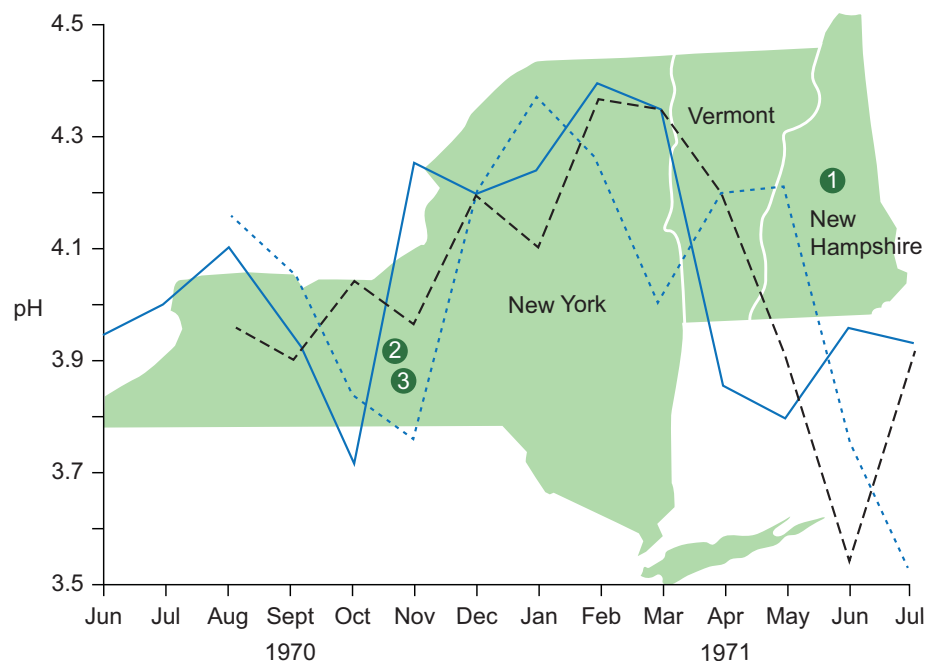 4.5
4.3
4.1
3.9
3.7
3.5
pH
Vermont
1
New
Hampshire
New York
2
3
Jun Jul Aug Sept Oct Nov Dec Jan Feb Mar Apr May Jun Jul
1970 1971